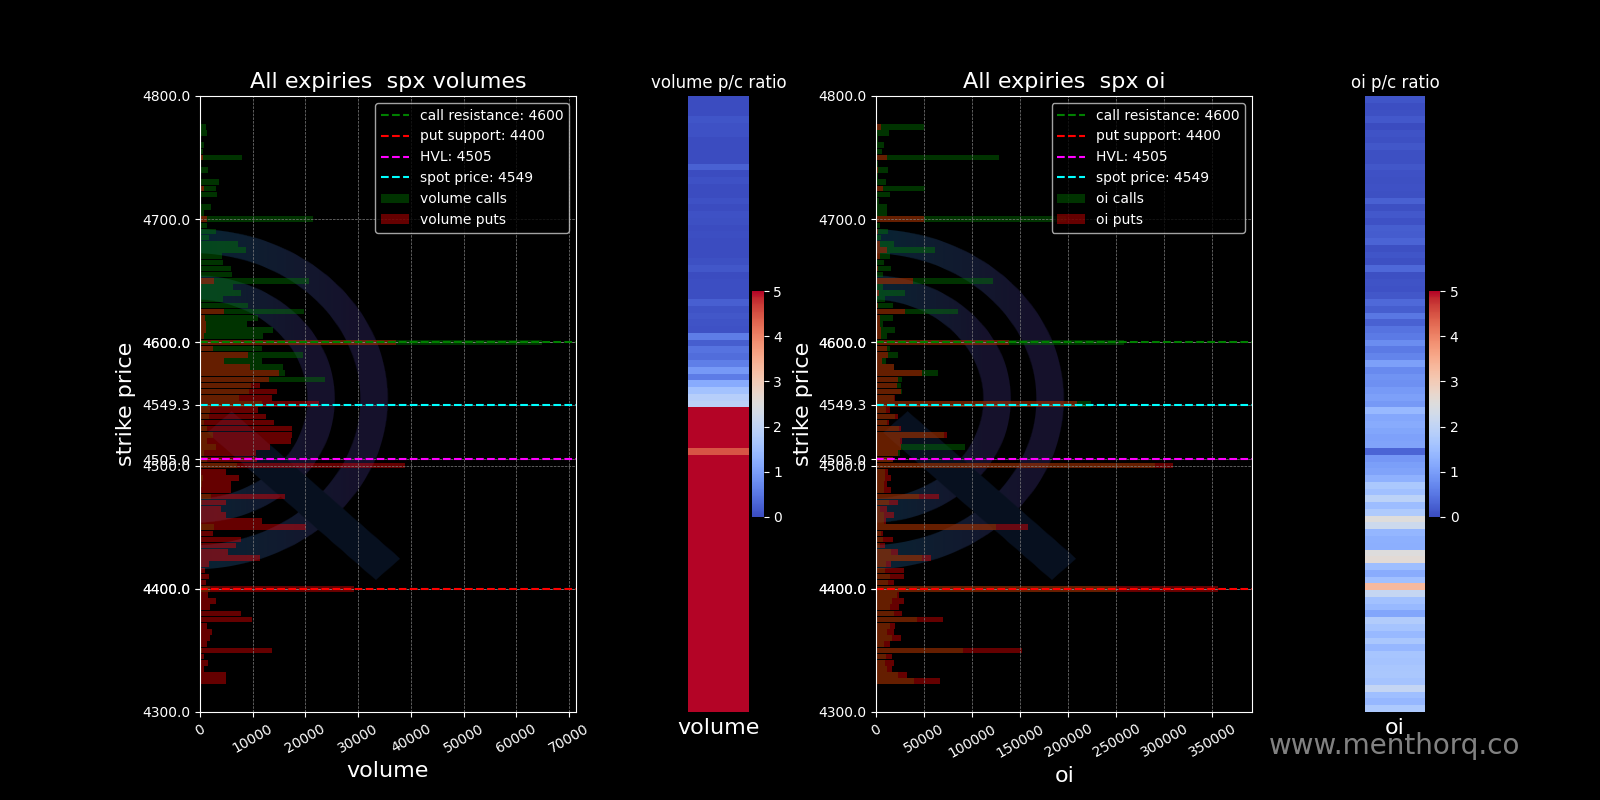 All expiries  spx volumes
4800.0
4700.0
4600.0
4549.3
4505.0
4500.0
4400.0
4300.0
strike price
0
10000
20000
30000
40000
50000
60000
70000
volume
call resistance: 4600
put support: 4400
HVL: 4505
spot price: 4549
volume calls
volume puts
volume p/c ratio
5
4
3
2
1
0
volume
All expiries  spx oi
4800.0
4700.0
4600.0
4549.3
4505.0
4500.0
4400.0
4300.0
strike price
0
50000
100000
150000
200000
250000
300000
350000
oi
call resistance: 4600
put support: 4400
HVL: 4505
spot price: 4549
oi calls
oi puts
oi p/c ratio
5
4
3
2
1
0
oi
www.menthorq.co